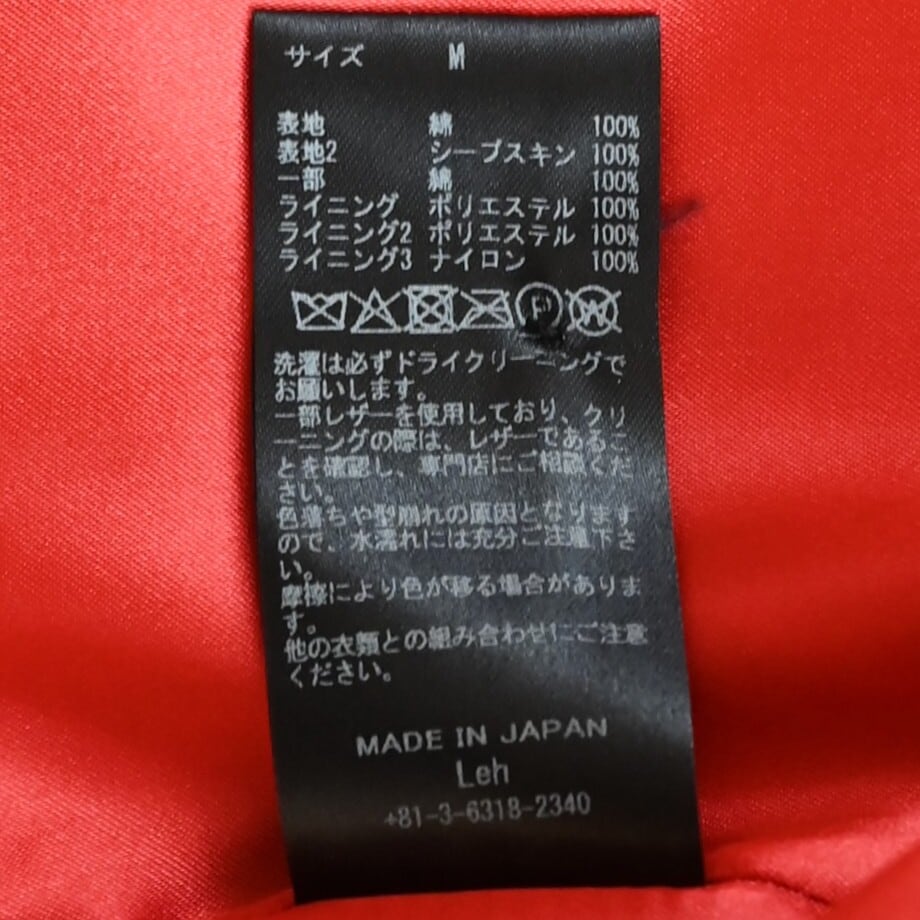 サイズ M
表地 綿 100%
表地2 シープスキン 100%
一部 綿 100%
ライニング ポリエステル 100%
ライニング2 ポリエステル 100%
ライニング3 ナイロン 100%
P W
洗濯は必ずドライクリーニングで
お願いします。
一部レザーを使用しており、クリ
ーニングの際は、レザーであるこ
とを確認し、専門店にご相談くだ
さい。
色落ちや型崩れの原因となります
ので、水濡れには充分ご注意下さ
い。
摩擦により色が移る場合がありま
す。
他の衣類との組み合わせにご注意
ください。
MADE IN JAPAN
Leh
+81-3-6318-2340